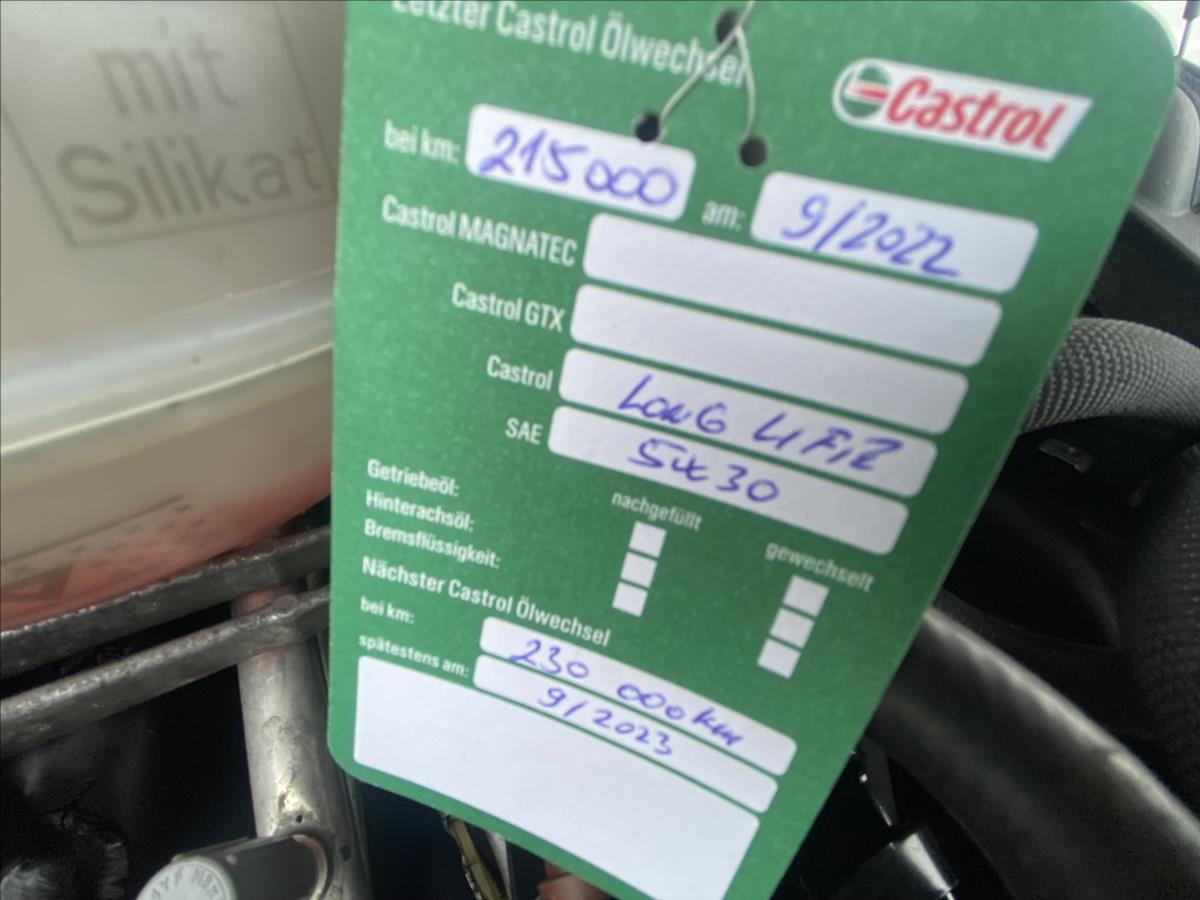 mit
Silikat
Letzter Castrol Ölwechsel
Castrol
bei km: 215000 am: 9/2022
Castrol MAGNATEC
Castrol GTX
Castrol LONG LIFE
SAE 5W30
nachgefüllt gewechselt
Getriebeöl:
Hinterachsöl:
Bremsflüssigkeit:
Nächster Castrol Ölwechsel
bei km: 230 000 km
spätestens am: 9/2023